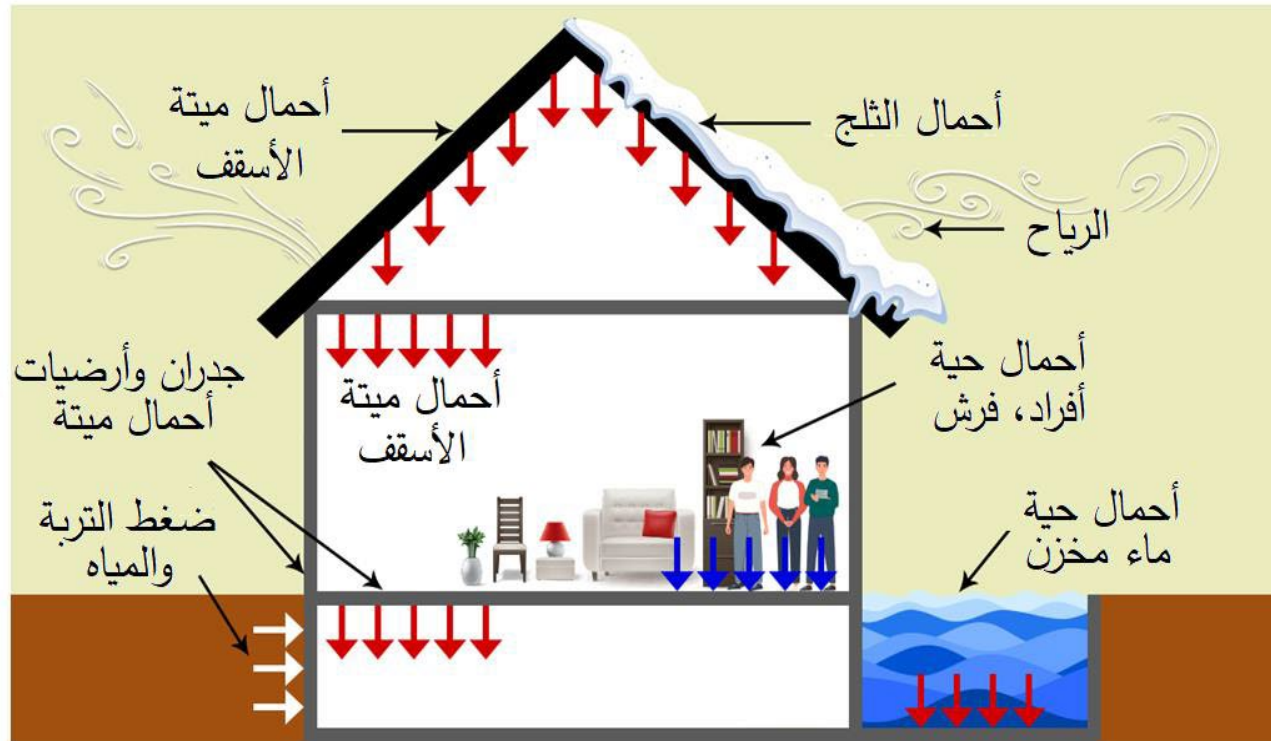 أحمال ميتة
الأسقف
أحمال الثلج
الرياح
جدران وأرضيات
أحمال ميتة
أحمال ميتة
الأسقف
أحمال حية
أفراد، فرش
ضغط التربة
والمياه
أحمال حية
ماء مخزن